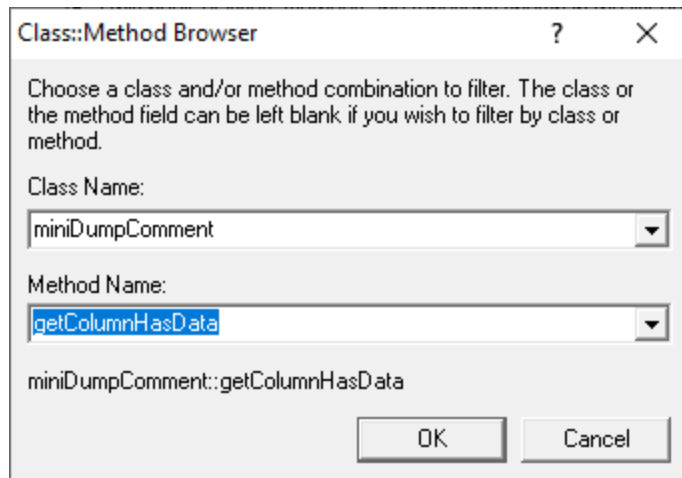 Class::Method Browser
?
Choose a class and/or method combination to filter. The class or
the method field can be left blank if you wish to filter by class or
method.
Class Name:
miniDumpComment
Method Name:
getColumnHasData
miniDumpComment::getColumnHasData
OK
Cancel